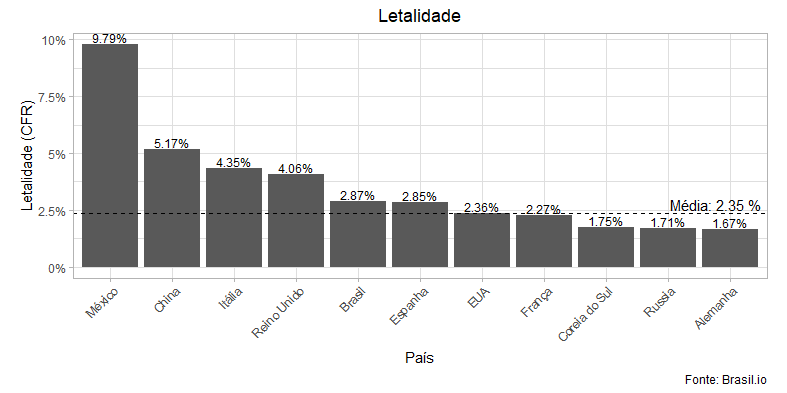 Letalidade
Letalidade (CFR)
10%
7.5%
5%
2.5%
0%
9.79%
5.17%
4.35%
4.06%
2.87%
2.85%
2.36%
2.27%
1.75%
1.71%
1.67%
Média: 2.35 %
México
China
Itália
Reino Unido
Brasil
Espanha
EUA
França
Coreia do Sul
Russia
Alemanha
País
Fonte: Brasil.io